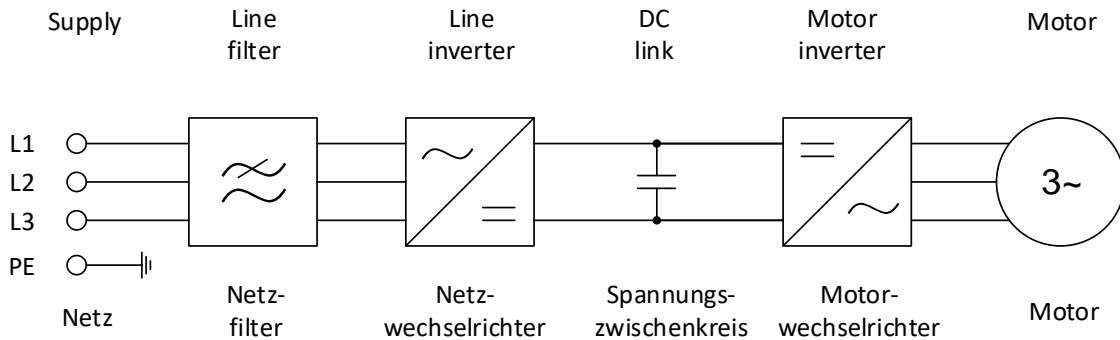 Supply
Line
filter
Line
inverter
DC
link
Motor
inverter
Motor
L1
L2
L3
PE
3~
Netz
Netz-
filter
Netz-
wechselrichter
Spannungs-
zwischenkreis
Motor-
wechselrichter
Motor